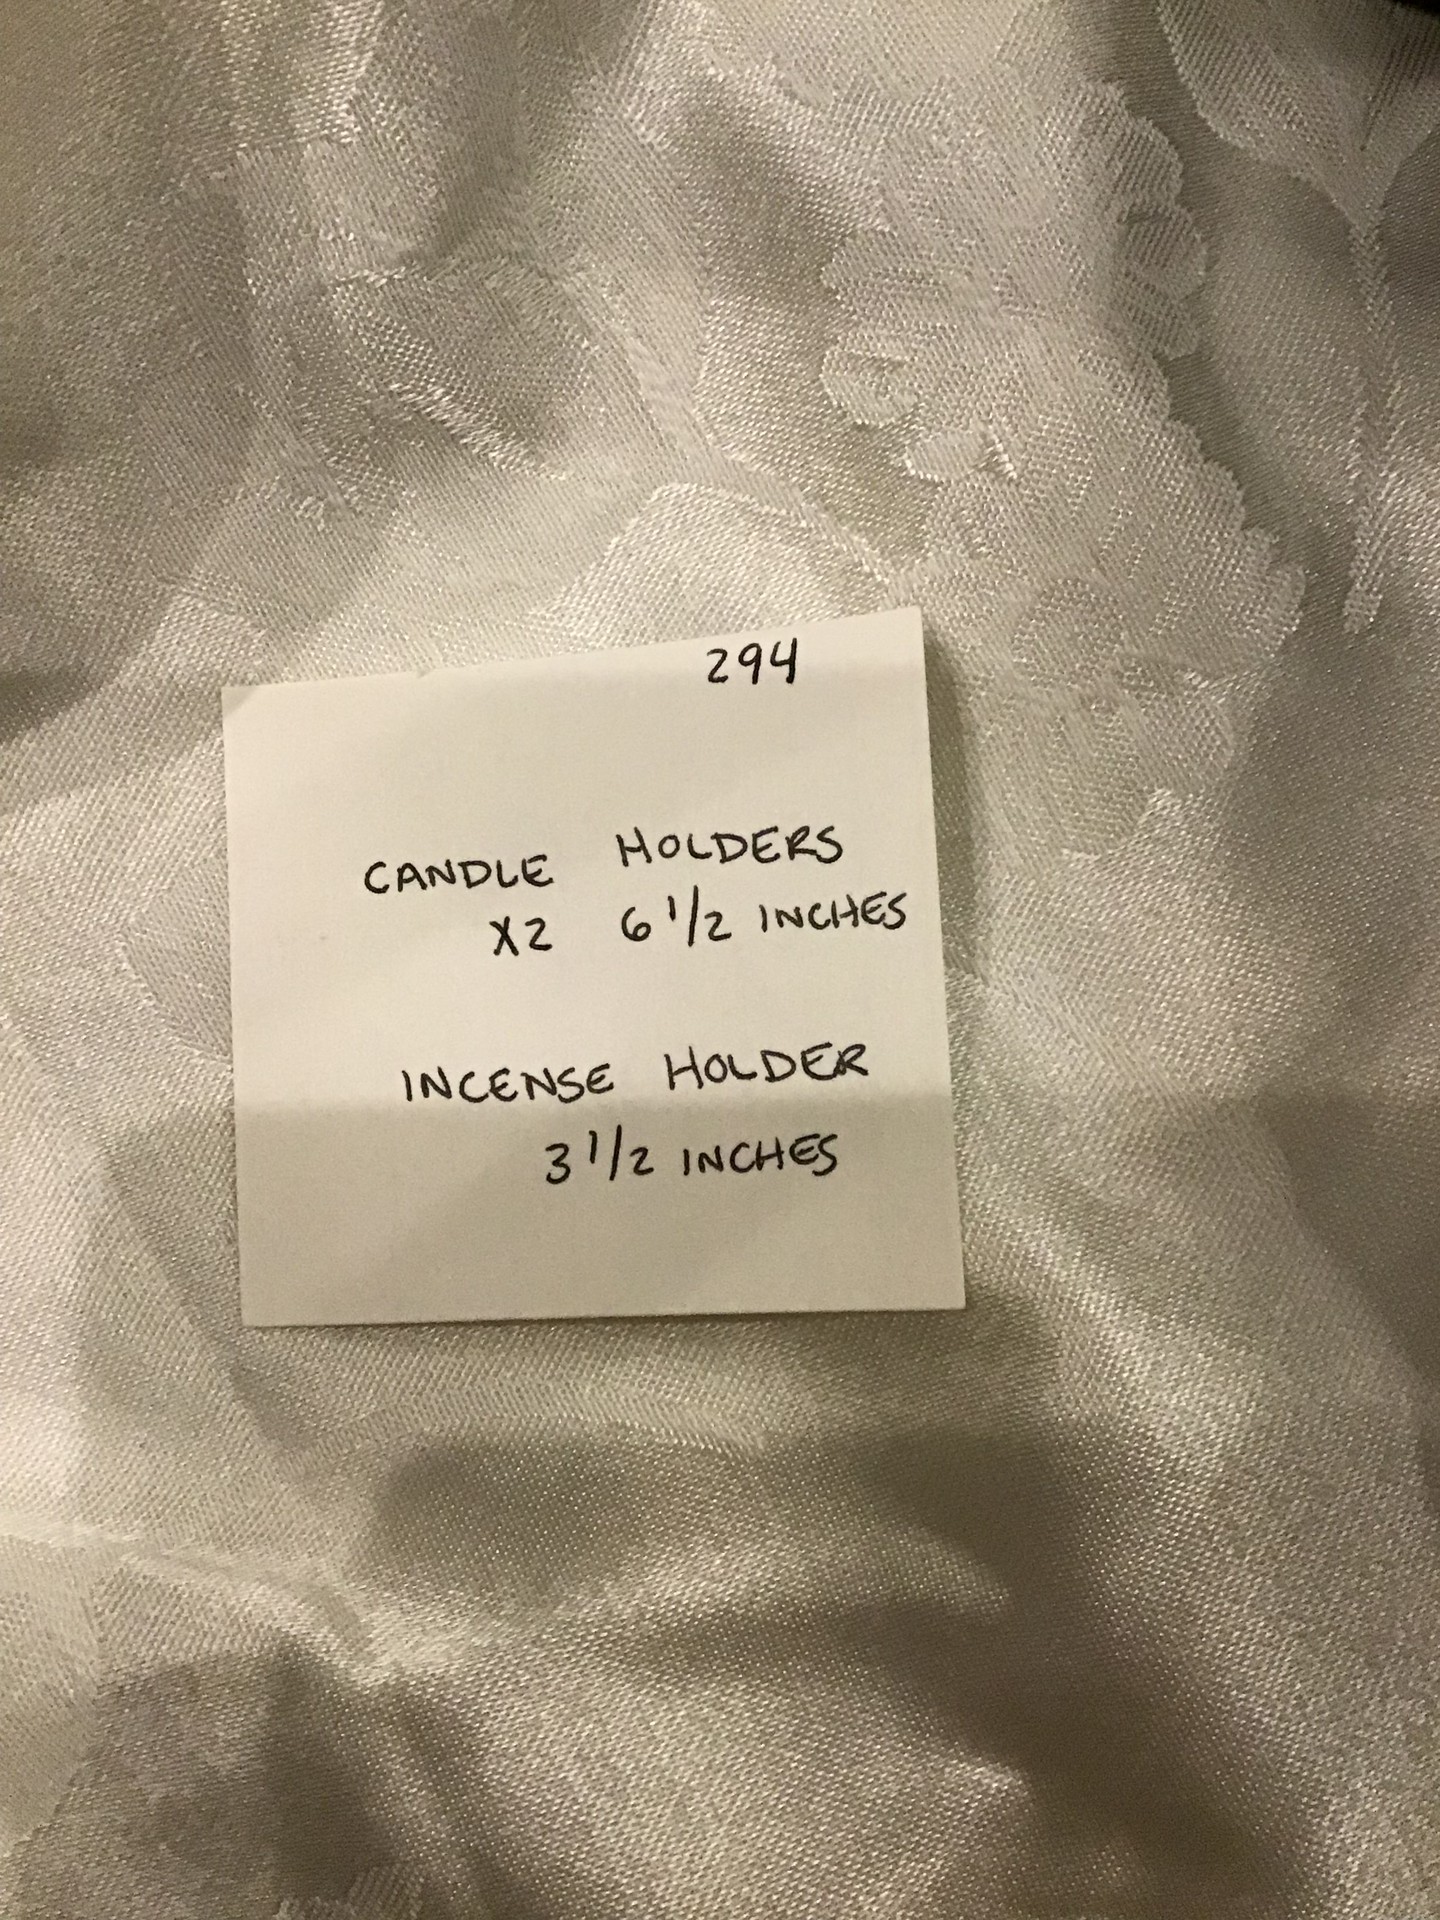 294
CANDLE HOLDERS
X2 6 1/2 INCHES
INCENSE HOLDER
3 1/2 INCHES